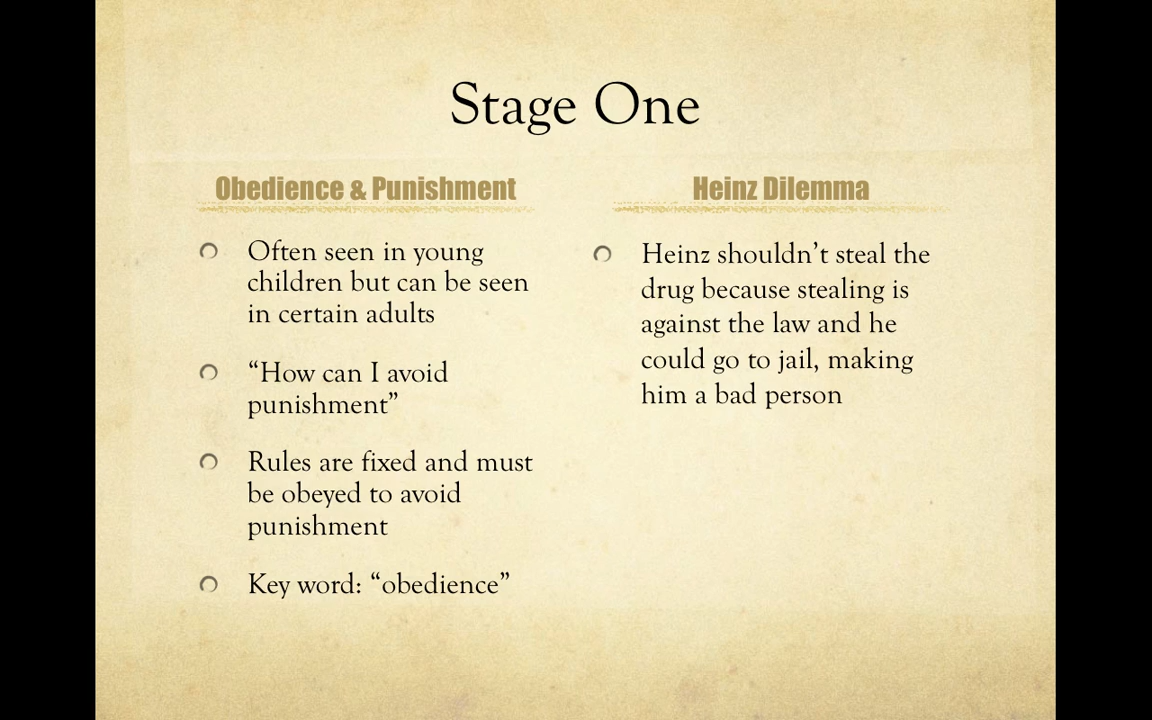 Stage One
Obedience & Punishment
Often seen in young
children but can be seen
in certain adults
“How can I avoid
punishment”
Rules are fixed and must
be obeyed to avoid
punishment
Key word: “obedience”
Heinz Dilemma
Heinz shouldn’t steal the
drug because stealing is
against the law and he
could go to jail, making
him a bad person